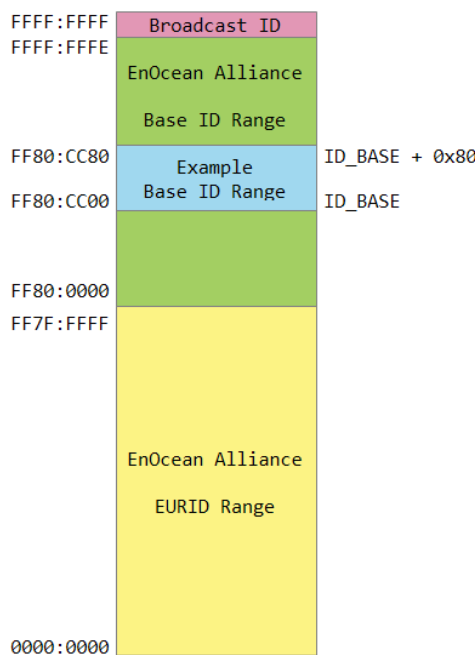 FFFF:FFFF Broadcast ID
FFFF:FFFE
EnOcean Alliance
Base ID Range
FF80:CC80 Example ID_BASE + 0x80
Base ID Range
FF80:CC00 ID_BASE
FF80:0000
FF7F:FFFF
EnOcean Alliance
EURID Range
0000:0000